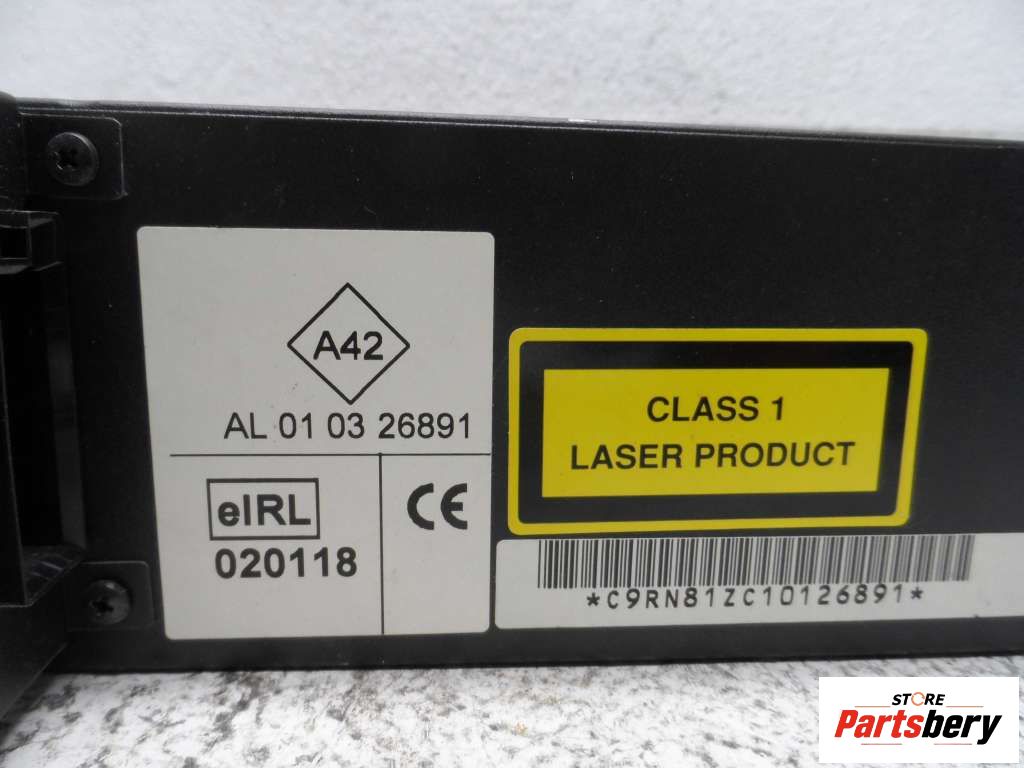 A42
AL 01 03 26891
eIRL
020118
CE
CLASS 1
LASER PRODUCT
*C9RN81ZC10126891*
STORE
Partsbery